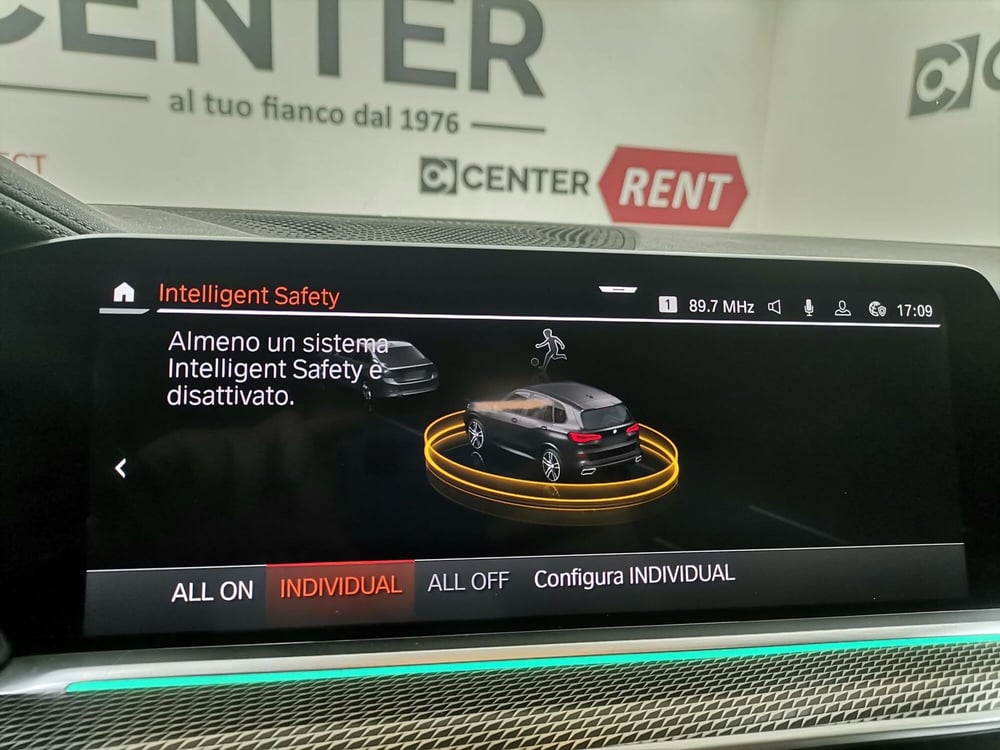 CENTER
al tuo fianco dal 1976
CENTER RENT
Intelligent Safety
1 89.7 MHz 17:09
Almeno un sistema
Intelligent Safety è
disattivato.
ALL ON INDIVIDUAL ALL OFF Configura INDIVIDUAL